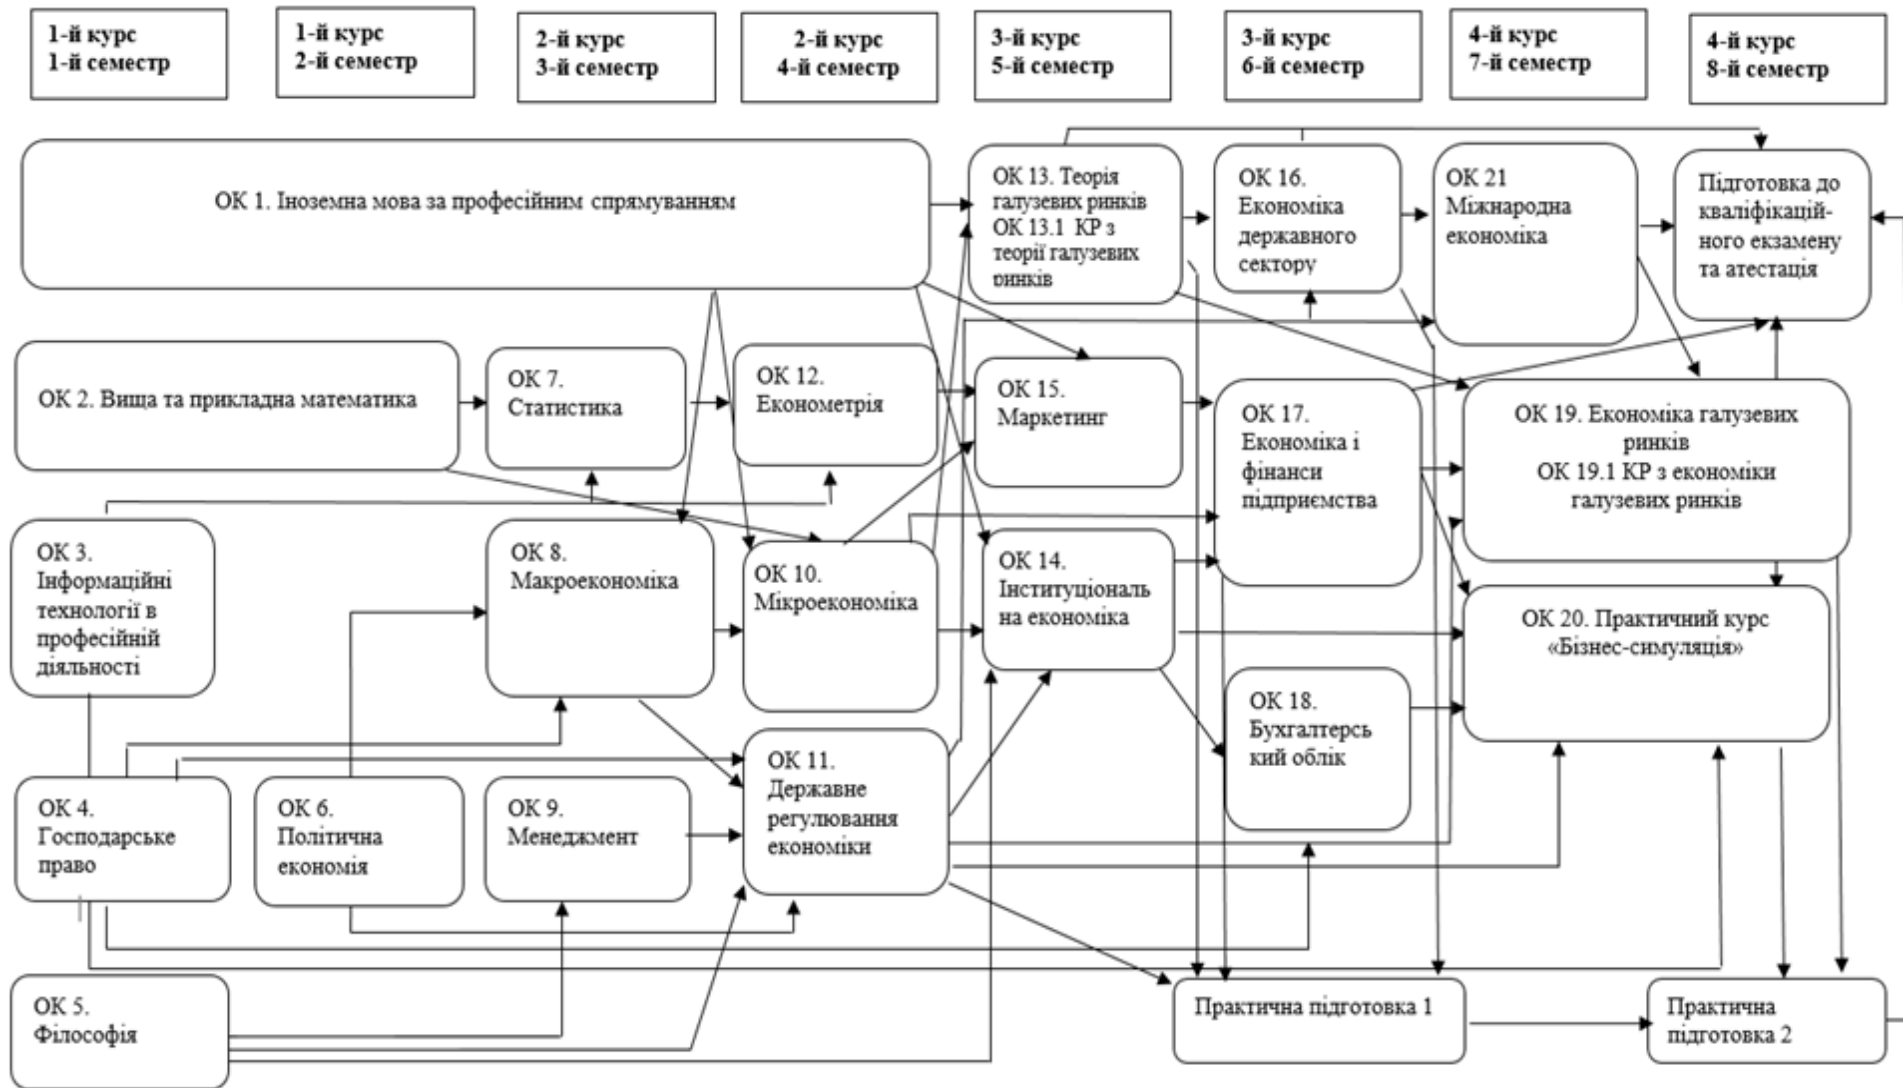 1-й курс
1-й семестр
1-й курс
2-й семестр
2-й курс
3-й семестр
2-й курс
4-й семестр
3-й курс
5-й семестр
3-й курс
6-й семестр
4-й курс
7-й семестр
4-й курс
8-й семестр
ОК 1. Іноземна мова за професійним спрямуванням
ОК 13. Теорія
галузевих ринків
ОК 13.1 КР з
теорії галузевих
ринків
ОК 16.
Економіка
державного
сектору
ОК 21
Міжнародна
економіка
Підготовка до
кваліфікацій-
ного екзамену
та атестація
ОК 2. Вища та прикладна математика
ОК 7.
Статистика
ОК 12.
Економетрія
ОК 15.
Маркетинг
ОК 17.
Економіка і
фінанси
підприємства
ОК 19. Економіка галузевих
ринків
ОК 19.1 КР з економіки
галузевих ринків
ОК 3.
Інформаційні
технології в
професійній
діяльності
ОК 8.
Макроекономіка
ОК 10.
Мікроекономіка
ОК 14.
Інституціональ
на економіка
ОК 20. Практичний курс
«Бізнес-симуляція»
ОК 18.
Бухгалтерсь
кий облік
ОК 4.
Господарське
право
ОК 6.
Політична
економія
ОК 9.
Менеджмент
ОК 11.
Державне
регулювання
економіки
ОК 5.
Філософія
Практична підготовка 1
Практична
підготовка 2